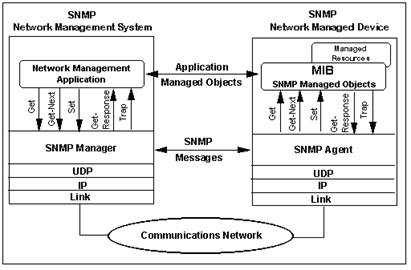 SNMP
Network Management System
SNMP
Network Managed Device
Managed
Resources
Network Management
Application
Application
Managed Objects
MIB
SNMP Managed Objects
Get
Get-Next
Set
Get-
Response
Trap
Get
Get-Next
Set
Get-
Response
Trap
SNMP Manager
SNMP
Messages
SNMP Agent
UDP
IP
Link
UDP
IP
Link
Communications Network